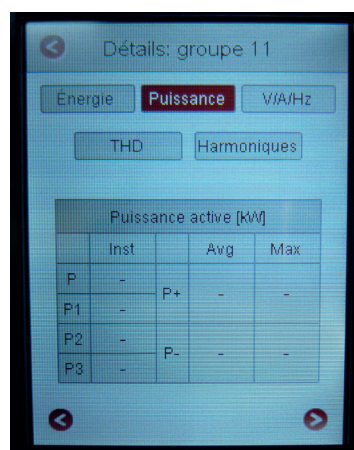 Détails: groupe 11
Énergie Puissance V/A/Hz
THD Harmoniques
Puissance active [kW]
Inst Avg Max
P - P+ - -
P1 -
P2 - P- - -
P3 -